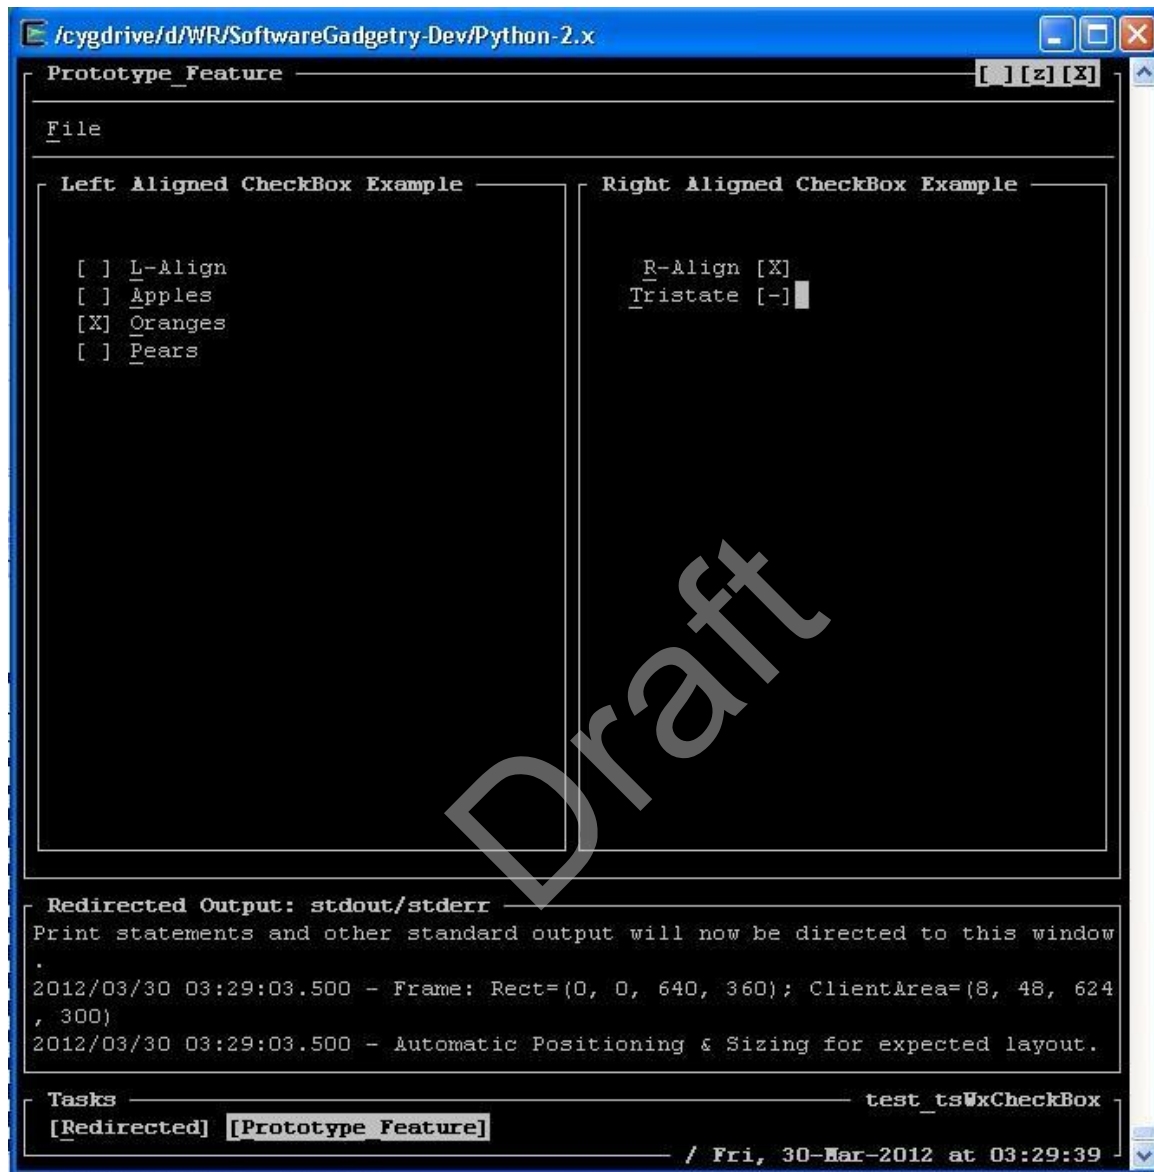 /cygdrive/d/WR/SoftwareGadgetry-Dev/Python-2.x
Prototype_Feature [ ][z][X]
File
Left Aligned CheckBox Example
[ ] L-Align
[ ] Apples
[X] Oranges
[ ] Pears
Right Aligned CheckBox Example
R-Align [X]
Tristate [-]
Draft
Redirected Output: stdout/stderr
Print statements and other standard output will now be directed to this window
.
2012/03/30 03:29:03.500 - Frame: Rect=(0, 0, 640, 360); ClientArea=(8, 48, 624
, 300)
2012/03/30 03:29:03.500 - Automatic Positioning & Sizing for expected layout.
Tasks test_tsWxCheckBox
[Redirected] [Prototype_Feature]
/ Fri, 30-Mar-2012 at 03:29:39